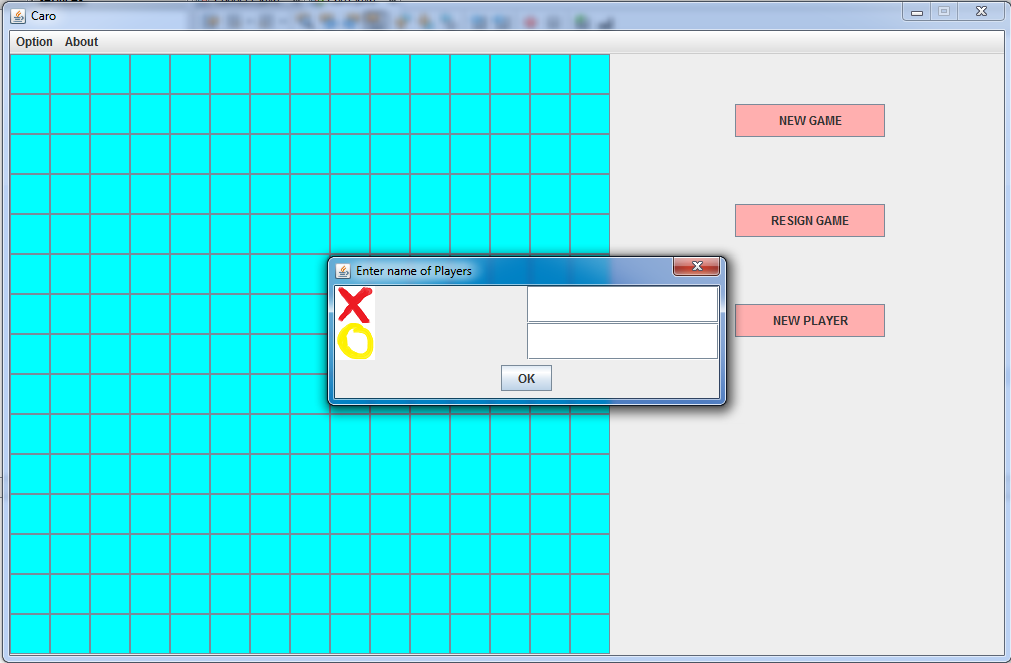 Caro
Option About
NEW GAME
RESIGN GAME
Enter name of Players
NEW PLAYER
OK